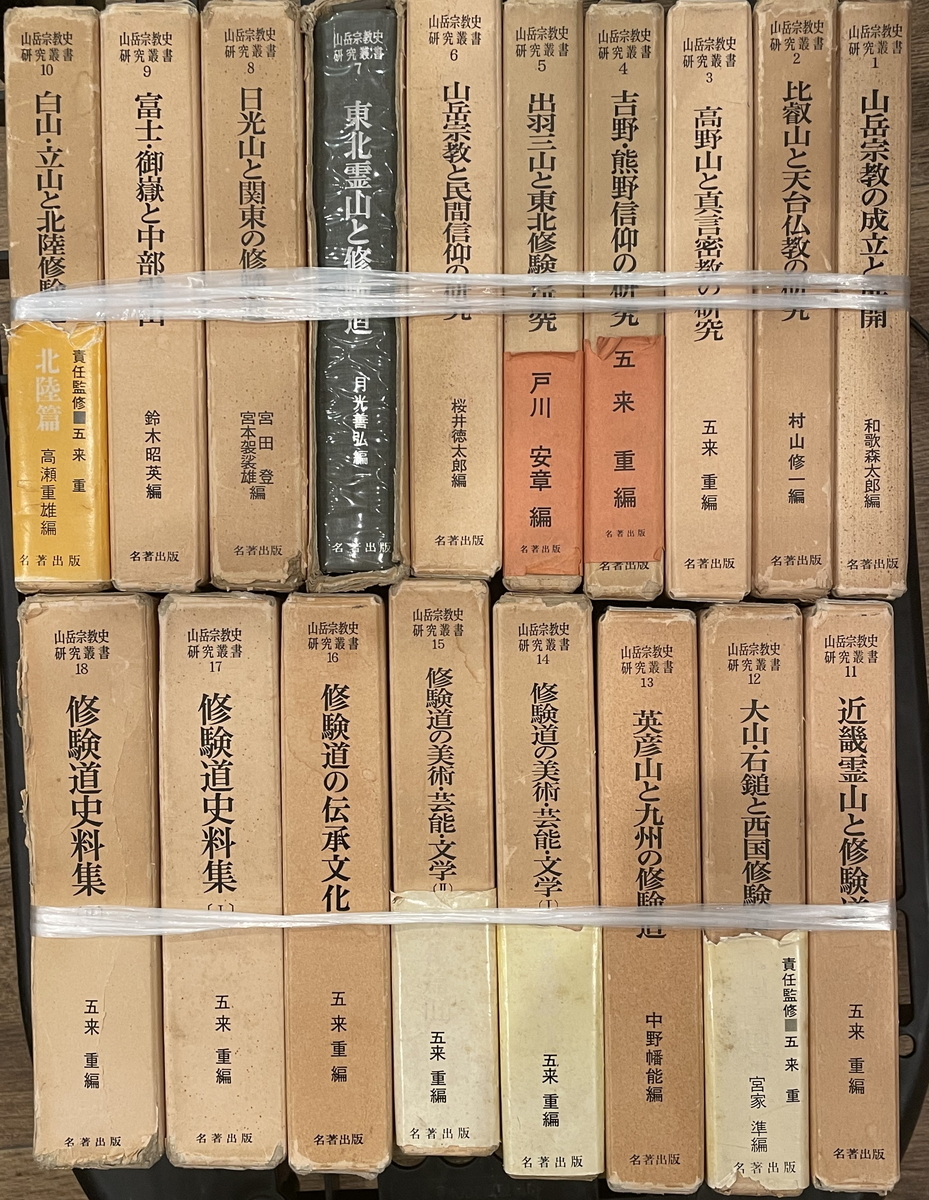 山岳宗教史
研究叢書
1
山岳宗教の成立と展開
和歌森太郎編
名著出版
山岳宗教史
研究叢書
2
比叡山と天台仏教の研究
村山修一編
名著出版
山岳宗教史
研究叢書
3
高野山と真言密教の研究
五来 重編
名著出版
山岳宗教史
研究叢書
4
吉野・熊野信仰の研究
五来 重編
名著出版
名著出版
山岳宗教史
研究叢書
5
出羽三山と東北修験の研究
戸川 安章編
名著出版
山岳宗教史
研究叢書
6
山岳宗教と民間信仰の研究
桜井徳太郎編
名著出版
山岳宗教史
研究叢書
7
東北霊山と修験道
月光善弘編
名著出版
山岳宗教史
研究叢書
8
日光山と関東の修
宮田 登
宮本袈裟雄編
名著出版
山岳宗教史
研究叢書
9
富士・御嶽と中部霊山
鈴木昭英編
名著出版
山岳宗教史
研究叢書
10
白山・立山と北陸修験道
責任監修■五来 重
北陸篇
高瀬重雄編
名著出版
山岳宗教史
研究叢書
11
近畿霊山と修験道
五来 重編
名著出版
山岳宗教史
研究叢書
12
大山・石鎚と西国修験
責任監修■五来 重
宮家 準編
名著出版
山岳宗教史
研究叢書
13
英彦山と九州の修験道
中野幡能編
名著出版
山岳宗教史
研究叢書
14
修験道の美術・芸能・文学(I)
五来 重編
名著出版
山岳宗教史
研究叢書
15
修験道の美術・芸能・文学(II)
五来 重編
名著出版
山岳宗教史
研究叢書
16
修験道の伝承文化
五来 重編
名著出版
山岳宗教史
研究叢書
17
修験道史料集
〔I〕
五来 重編
名著出版
山岳宗教史
研究叢書
18
修験道史料集
五来 重編
名著出版